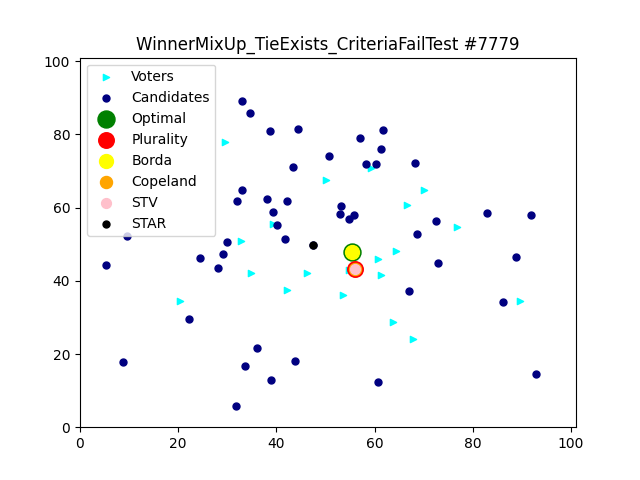 WinnerMixUp_TieExists_CriteriaFailTest #7779
100
80
60
40
20
0
Voters
Candidates
Optimal
Plurality
Borda
Copeland
STV
STAR
0 20 40 60 80 100